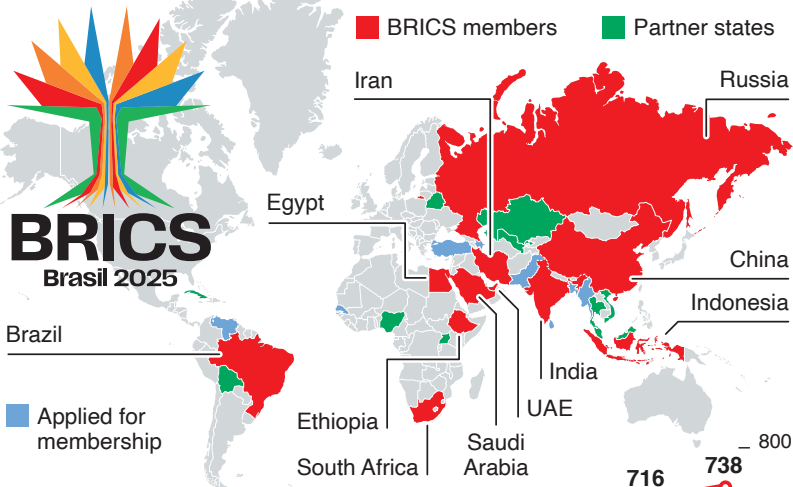 BRICS members
Partner states
Iran
Russia
Egypt
BRICS
Brasil 2025
China
Indonesia
Brazil
India
UAE
Applied for
membership
Ethiopia
Saudi
Arabia
South Africa
800
738
716